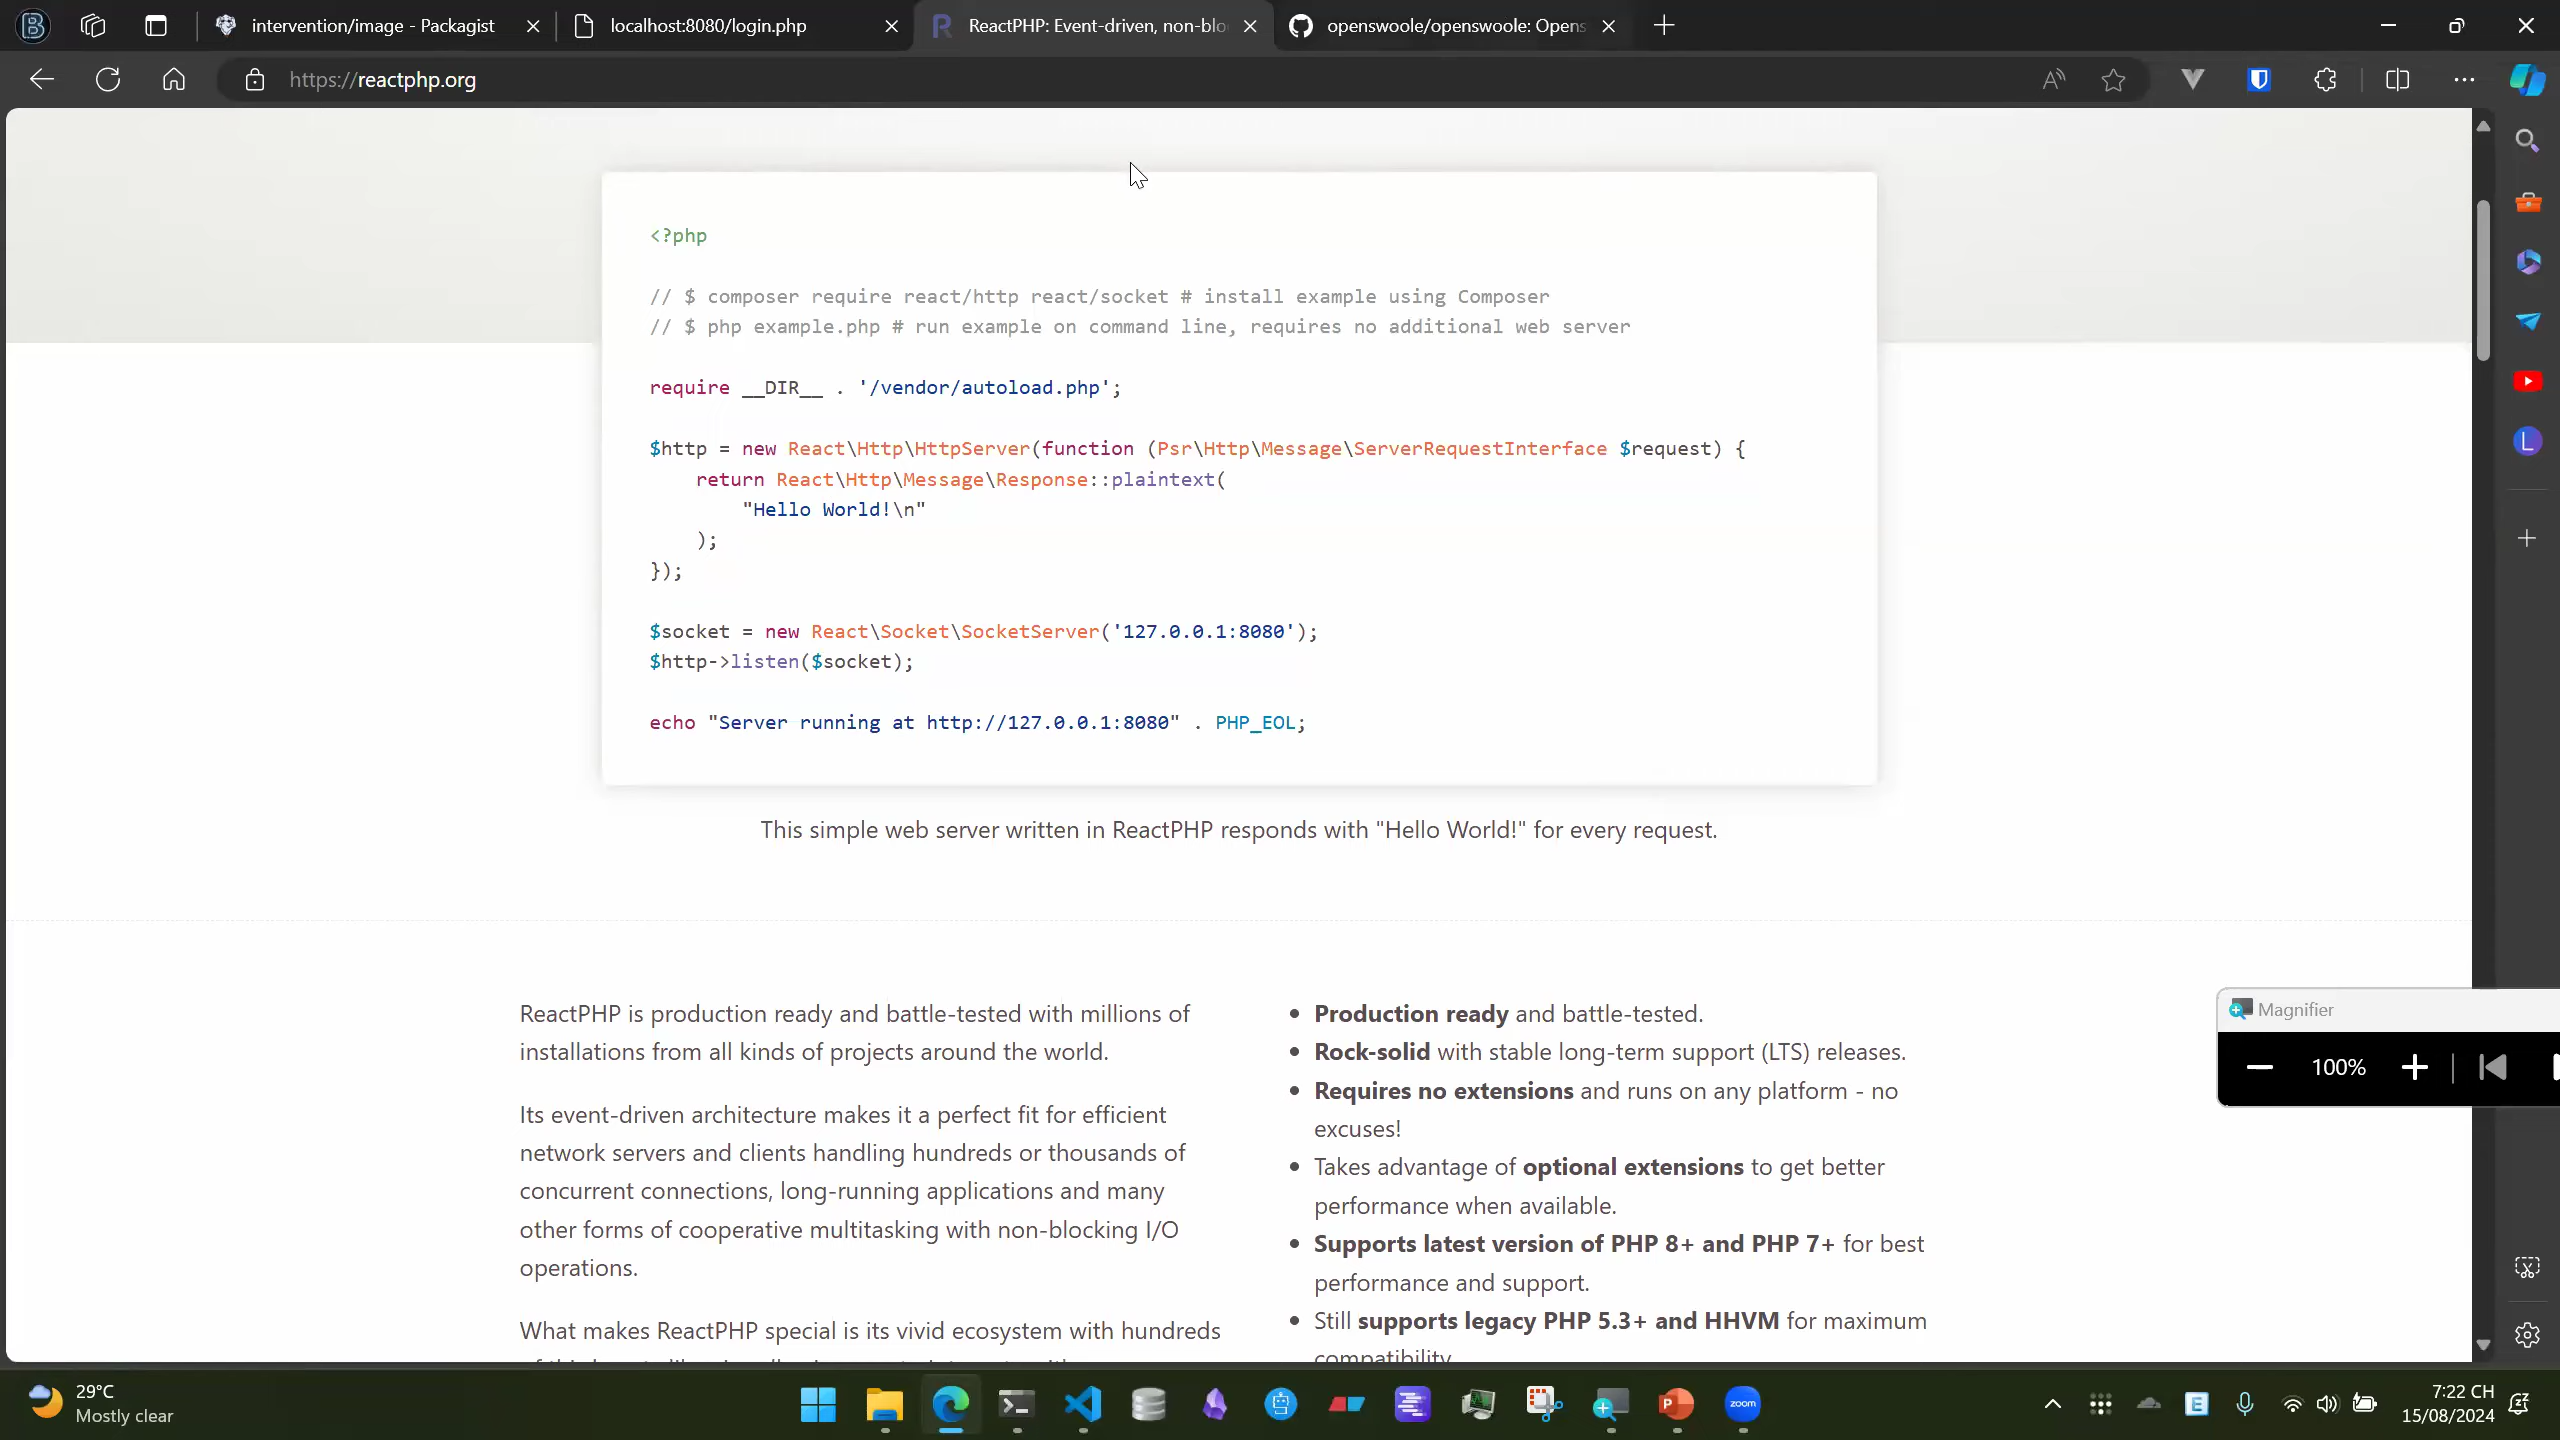 intervention/image - Packagist
localhost:8080/login.php
ReactPHP: Event-driven, non-blo
openswoole/openswoole: Opens
https://reactphp.org
<?php
// $ composer require react/http react/socket # install example using Composer
// $ php example.php # run example on command line, requires no additional web server
require __DIR__ . '/vendor/autoload.php';
$http = new React\Http\HttpServer(function (Psr\Http\Message\ServerRequestInterface $request) {
    return React\Http\Message\Response::plaintext(
        "Hello World!\n"
    );
});
$socket = new React\Socket\SocketServer('127.0.0.1:8080');
$http->listen($socket);
echo "Server running at http://127.0.0.1:8080" . PHP_EOL;
This simple web server written in ReactPHP responds with "Hello World!" for every request.
ReactPHP is production ready and battle-tested with millions of
installations from all kinds of projects around the world.
Its event-driven architecture makes it a perfect fit for efficient
network servers and clients handling hundreds or thousands of
concurrent connections, long-running applications and many
other forms of cooperative multitasking with non-blocking I/O
operations.
What makes ReactPHP special is its vivid ecosystem with hundreds
• Production ready and battle-tested.
• Rock-solid with stable long-term support (LTS) releases.
• Requires no extensions and runs on any platform - no
excuses!
• Takes advantage of optional extensions to get better
performance when available.
• Supports latest version of PHP 8+ and PHP 7+ for best
performance and support.
• Still supports legacy PHP 5.3+ and HHVM for maximum
compatibility.
Magnifier
100%
29°C
Mostly clear
zoom
7:22 CH
15/08/2024